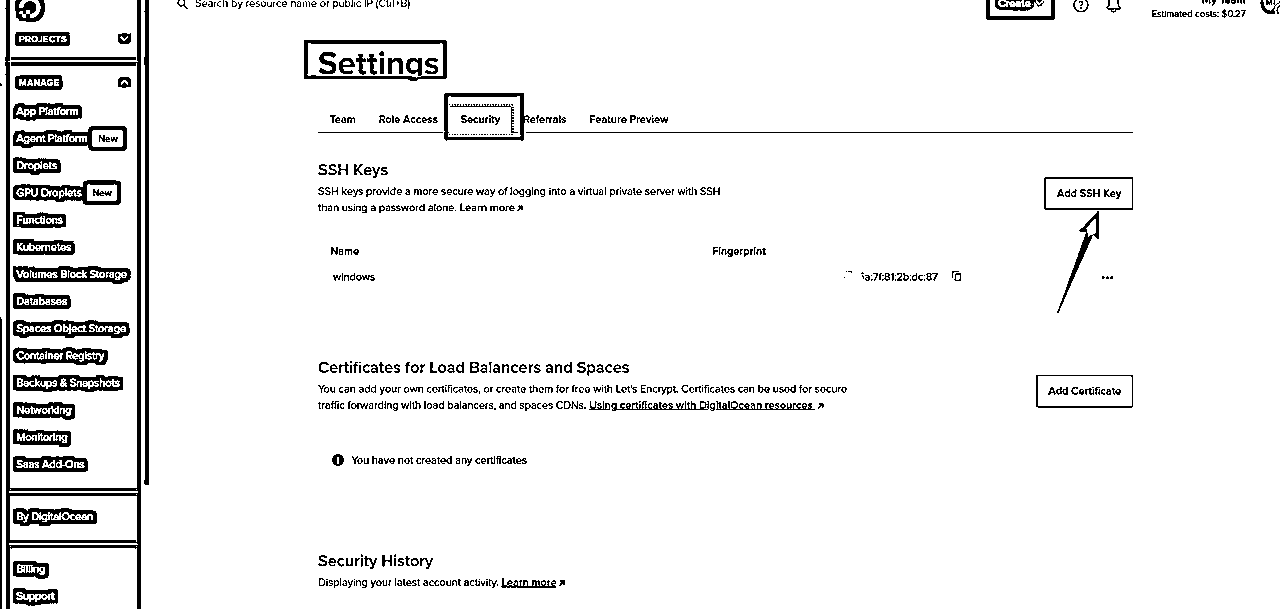 Search by resource name or public IP (Ctrl+B)
Create
My Team
Estimated costs: $0.27
PROJECTS
MANAGE
App Platform
Agent Platform New
Droplets
GPU Droplets New
Functions
Kubernetes
Volumes Block Storage
Databases
Spaces Object Storage
Container Registry
Backups & Snapshots
Networking
Monitoring
Saas Add-Ons
By DigitalOcean
Billing
Support
Settings
Team Role Access Security Referrals Feature Preview
SSH Keys
SSH keys provide a more secure way of logging into a virtual private server with SSH
than using a password alone. Learn more ↗
Add SSH Key
Name Fingerprint
windows 1a:7f:81:2b:dc:87 ...
Certificates for Load Balancers and Spaces
You can add your own certificates, or create them for free with Let's Encrypt. Certificates can be used for secure
traffic forwarding with load balancers, and spaces CDNs. Using certificates with DigitalOcean resources ↗
Add Certificate
You have not created any certificates
Security History
Displaying your latest account activity. Learn more ↗